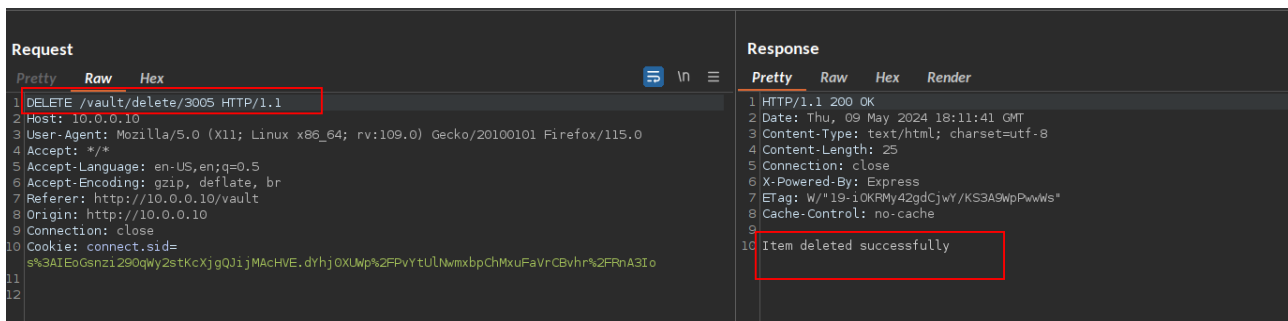 Request
Pretty Raw Hex \n
1 DELETE /vault/delete/3005 HTTP/1.1
2 Host: 10.0.0.10
3 User-Agent: Mozilla/5.0 (X11; Linux x86_64; rv:109.0) Gecko/20100101 Firefox/115.0
4 Accept: */*
5 Accept-Language: en-US,en;q=0.5
6 Accept-Encoding: gzip, deflate, br
7 Referer: http://10.0.0.10/vault
8 Origin: http://10.0.0.10
9 Connection: close
10 Cookie: connect.sid=
s%3AIEoGsnzi290qWy2stKcXjgQJijMAcHVE.dYhjOXUWp%2FPvYtUlNwmxbpChMxuFaVrCBvhr%2FRnA3Io
11
12
Response
Pretty Raw Hex Render
1 HTTP/1.1 200 OK
2 Date: Thu, 09 May 2024 18:11:41 GMT
3 Content-Type: text/html; charset=utf-8
4 Content-Length: 25
5 Connection: close
6 X-Powered-By: Express
7 ETag: W/"19-iOKRMy42gdCjwY/KS3A9WpPwwWs"
8 Cache-Control: no-cache
9
10 Item deleted successfully